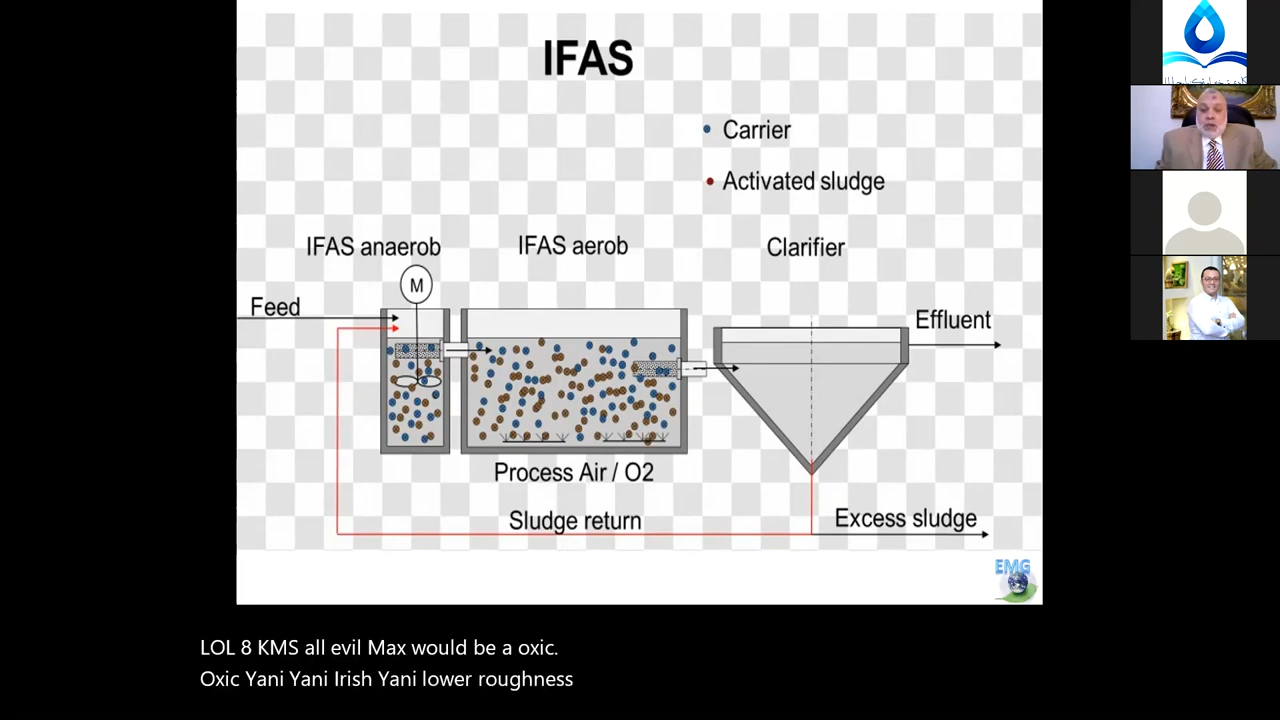 IFAS
Carrier
Activated sludge
IFAS anaerob
IFAS aerob
Clarifier
M
Feed
Effluent
Process Air / O2
Sludge return
Excess sludge
EMG
LOL 8 KMS all evil Max would be a oxic.
Oxic Yani Yani Irish Yani lower roughness